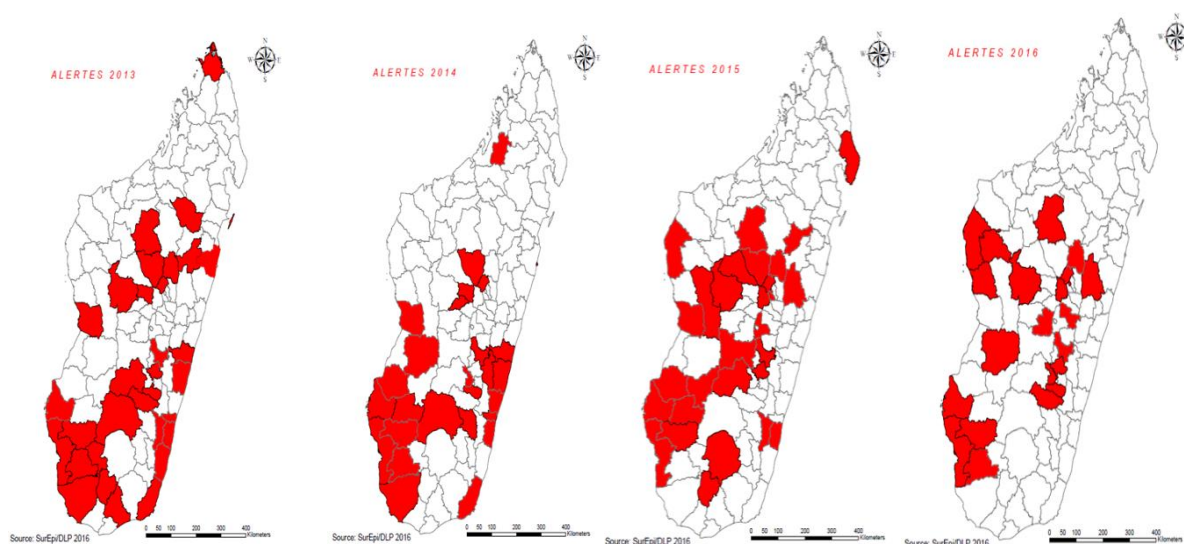 ALERTES 2013
N
W
E
S
0 50 100 200 300 400
Kilometers
Source: SurEpi/DLP 2016
ALERTES 2014
N
W
E
S
0 50 100 200 300 400
Kilometers
Source: SurEpi/DLP 2016
ALERTES 2015
N
W
E
S
0 50 100 200 300 400
Kilometers
Source: SurEpi/DLP 2016
ALERTES 2016
N
W
E
S
0 50 100 200 300 400
Kilometers
Source: SurEpi/DLP 2016